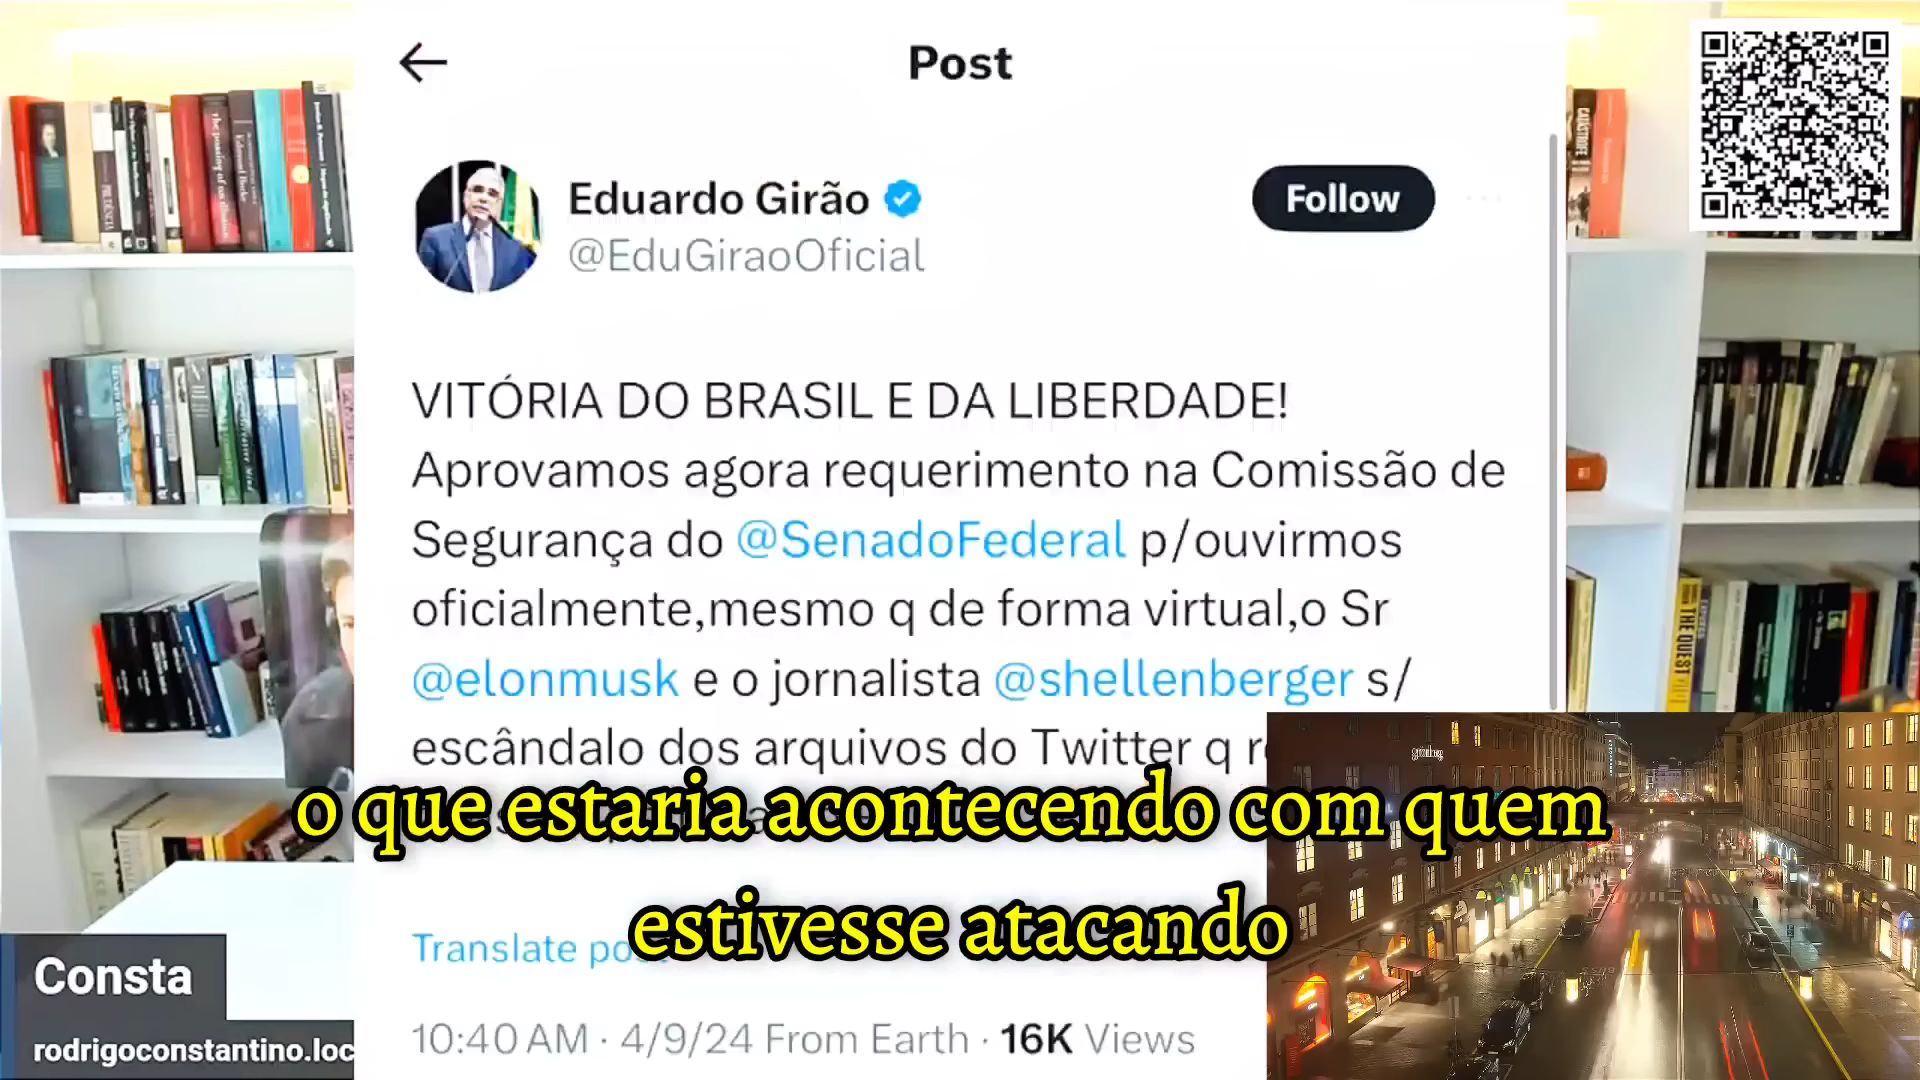 Post
Eduardo Girão
@EduGiraoOficial
Follow
VITÓRIA DO BRASIL E DA LIBERDADE!
Aprovamos agora requerimento na Comissão de
Segurança do @SenadoFederal p/ouvirmos
oficialmente,mesmo q de forma virtual,o Sr
@elonmusk e o jornalista @shellenberger s/
escândalo dos arquivos do Twitter q
o que estaria acontecendo com quem
estivesse atacando
Translate
10:40 AM · 4/9/24 From Earth · 16K Views
Consta
rodrigoconstantino.loc
THE QUEST